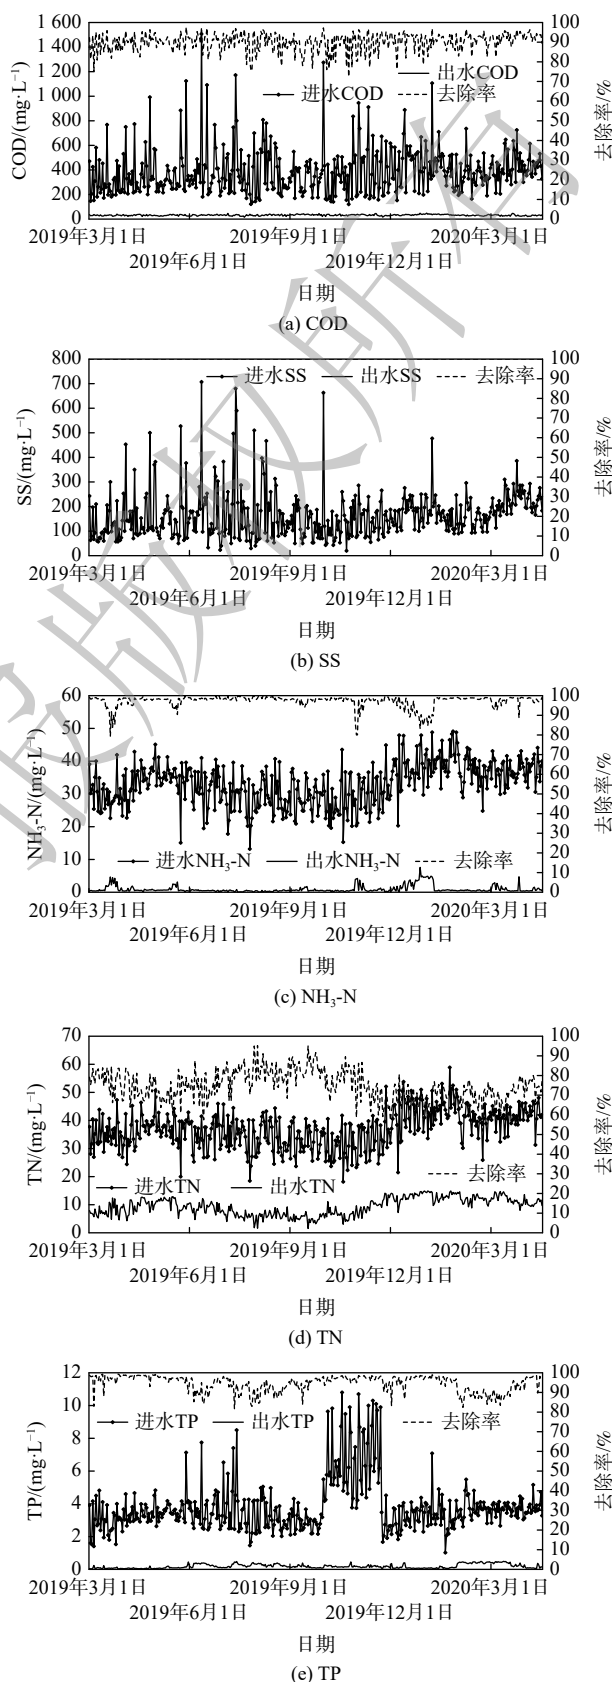 1 600
1 400
1 200
1 000
800
600
400
200
0
COD/(mg·L⁻¹)
100
90
80
70
60
50
40
30
20
10
0
去除率/%
出水COD
进水COD 去除率
2019年3月1日 2019年9月1日 2020年3月1日
2019年6月1日 2019年12月1日
日期
(a) COD
800
700
600
500
400
300
200
100
0
SS/(mg·L⁻¹)
100
90
80
70
60
50
40
30
20
10
0
去除率/%
进水SS 出水SS 去除率
2019年3月1日 2019年9月1日 2020年3月1日
2019年6月1日 2019年12月1日
日期
(b) SS
60
50
40
30
20
10
0
NH₃-N/(mg·L⁻¹)
100
90
80
70
60
50
40
30
20
10
0
去除率/%
进水NH₃-N 出水NH₃-N 去除率
2019年3月1日 2019年9月1日 2020年3月1日
2019年6月1日 2019年12月1日
日期
(c) NH₃-N
70
60
50
40
30
20
10
0
TN/(mg·L⁻¹)
100
90
80
70
60
50
40
30
20
10
0
去除率/%
去除率
进水TN 出水TN
2019年3月1日 2019年9月1日 2020年3月1日
2019年6月1日 2019年12月1日
日期
(d) TN
12
10
8
6
4
2
0
TP/(mg·L⁻¹)
100
90
80
70
60
50
40
30
20
10
0
去除率/%
进水TP 出水TP 去除率
2019年3月1日 2019年9月1日 2020年3月1日
2019年6月1日 2019年12月1日
日期
(e) TP
报版权所有